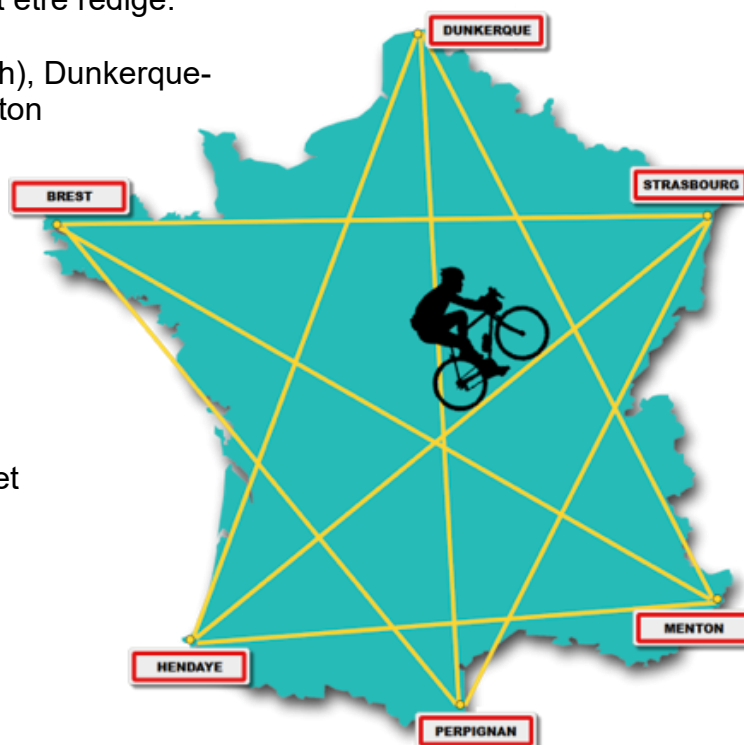 être rédigé.
DUNKERQUE
h), Dunkerque-
ton
STRASBOURG
BREST
et
MENTON
HENDAYE
PERPIGNAN